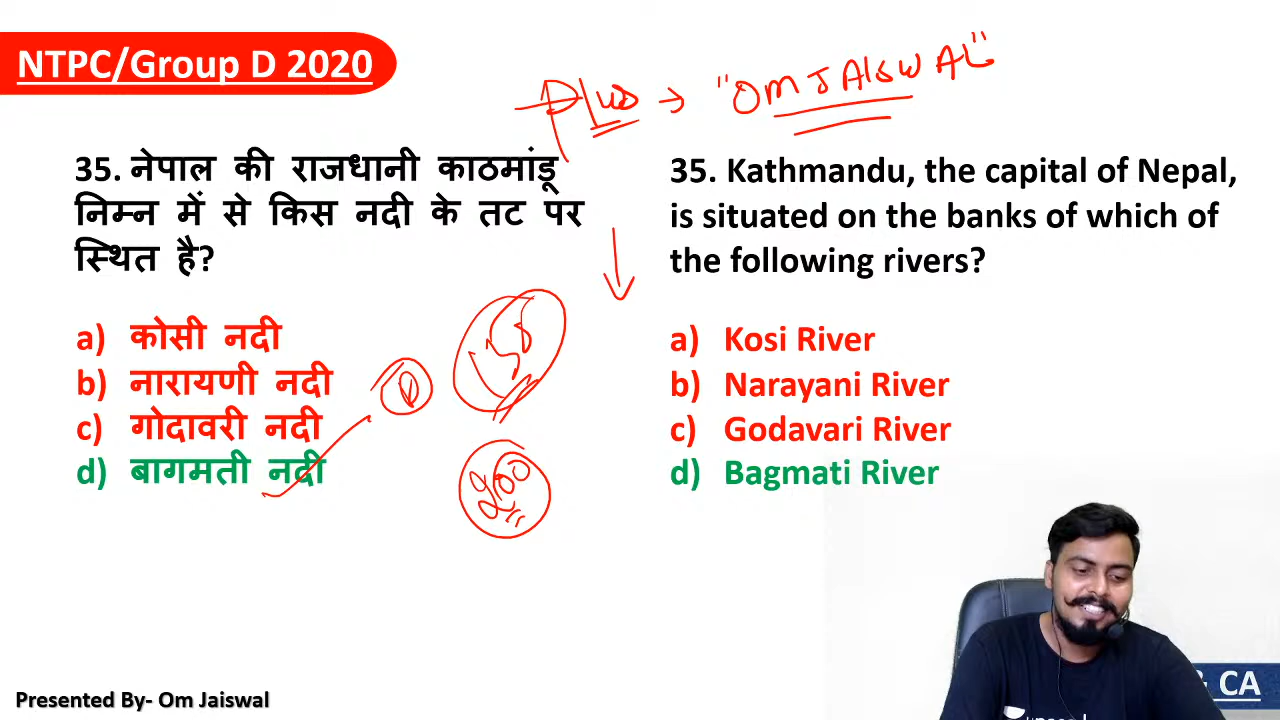 NTPC/Group D 2020
Plus → "OM JAISWAL"
35. नेपाल की राजधानी काठमांडू
निम्न में से किस नदी के तट पर
स्थित है?
a) कोसी नदी
b) नारायणी नदी
c) गोदावरी नदी
d) बागमती नदी
35. Kathmandu, the capital of Nepal,
is situated on the banks of which of
the following rivers?
a) Kosi River
b) Narayani River
c) Godavari River
d) Bagmati River
CA
Presented By- Om Jaiswal